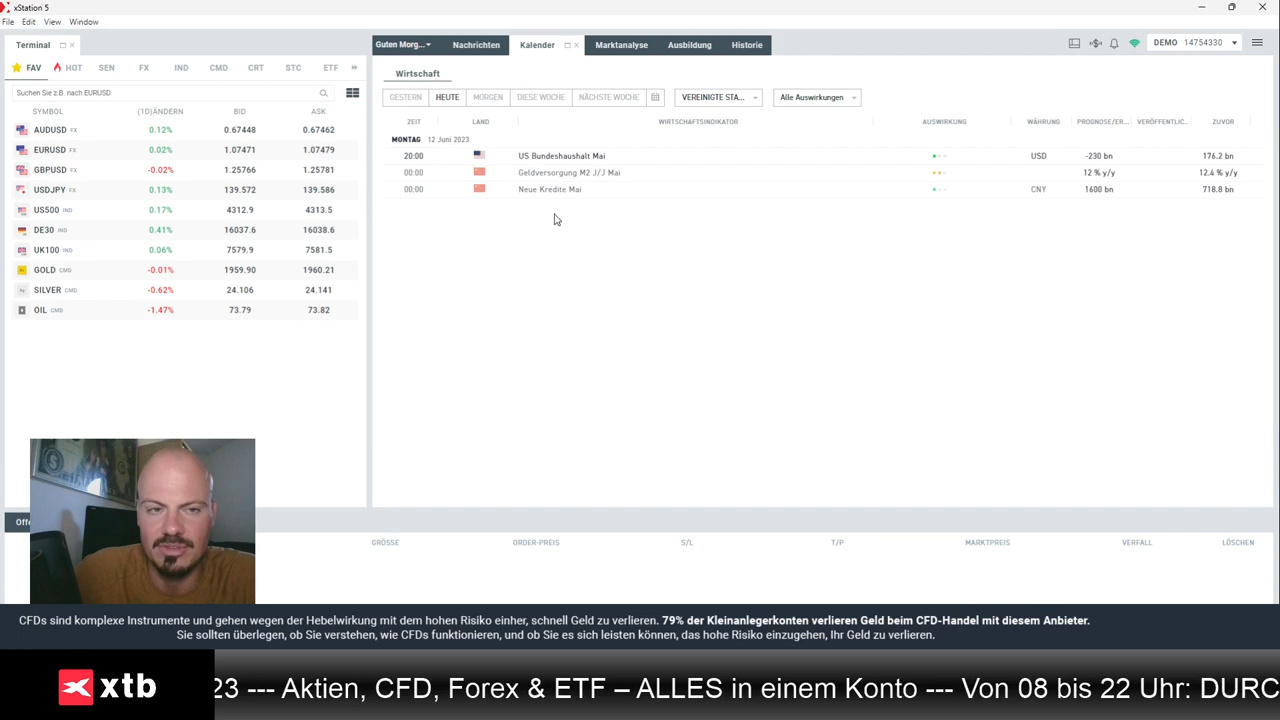 xStation 5
File Edit View Window
Terminal
Guten Morg...
Nachrichten
Kalender
Marktanalyse
Ausbildung
Historie
DEMO 14754330
FAV HOT SEN FX IND CMD CRT STC ETF
Suchen Sie z.B. nach EURUSD
SYMBOL (1D)ÄNDERN BID ASK
AUDUSD FX 0.12% 0.67448 0.67462
EURUSD FX 0.02% 1.07471 1.07479
GBPUSD FX -0.02% 1.25766 1.25781
USDJPY FX 0.13% 139.572 139.586
US500 IND 0.17% 4312.9 4313.5
DE30 IND 0.41% 16037.6 16038.6
UK100 IND 0.06% 7579.9 7581.5
GOLD CMD -0.01% 1959.90 1960.21
SILVER CMD -0.62% 24.106 24.141
OIL CMD -1.47% 73.79 73.82
Wirtschaft
GESTERN HEUTE MORGEN DIESE WOCHE NÄCHSTE WOCHE VEREINIGTE STA... Alle Auswirkungen
ZEIT LAND WIRTSCHAFTSINDIKATOR AUSWIRKUNG WÄHRUNG PROGNOSE/ER... VERÖFFENTLIC... ZUVOR
MONTAG 12 Juni 2023
20:00 US Bundeshaushalt Mai USD -230 bn 176.2 bn
00:00 Geldversorgung M2 J/J Mai 12 % y/y 12.4 % y/y
00:00 Neue Kredite Mai CNY 1600 bn 718.8 bn
Off
GRÖSSE ORDER-PREIS S/L T/P MARKTPREIS VERFALL LÖSCHEN
CFDs sind komplexe Instrumente und gehen wegen der Hebelwirkung mit dem hohen Risiko einher, schnell Geld zu verlieren. 79% der Kleinanlegerkonten verlieren Geld beim CFD-Handel mit diesem Anbieter.
Sie sollten überlegen, ob Sie verstehen, wie CFDs funktionieren, und ob Sie es sich leisten können, das hohe Risiko einzugehen, Ihr Geld zu verlieren.
xtb
23 --- Aktien, CFD, Forex & ETF – ALLES in einem Konto --- Von 08 bis 22 Uhr: DURC